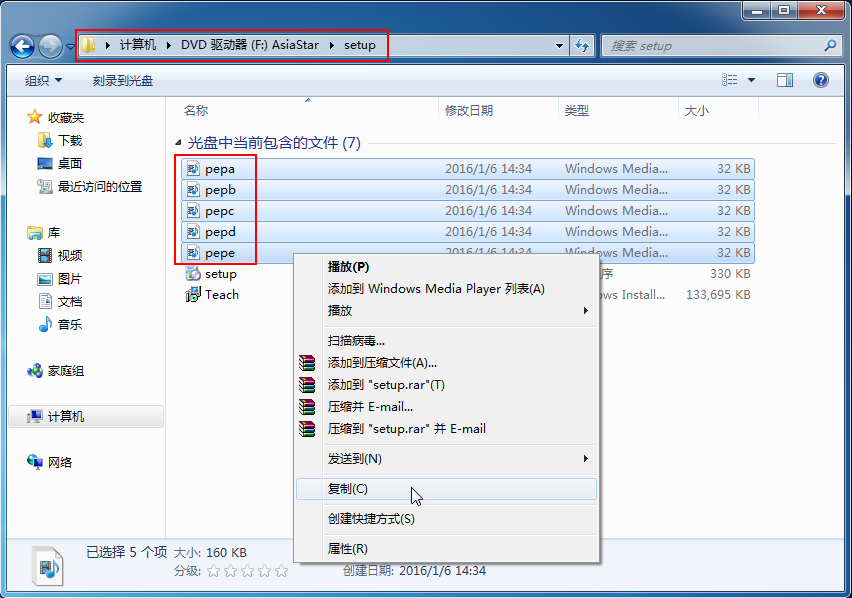 计算机 DVD 驱动器 (F:) AsiaStar setup
搜索 setup
组织 刻录到光盘
名称 修改日期 类型 大小
收藏夹
下载
桌面
最近访问的位置
库
视频
图片
文档
音乐
家庭组
计算机
网络
光盘中当前包含的文件 (7)
pepa 2016/1/6 14:34 Windows Media... 32 KB
pepb 2016/1/6 14:34 Windows Media... 32 KB
pepc 2016/1/6 14:34 Windows Media... 32 KB
pepd 2016/1/6 14:34 Windows Media... 32 KB
pepe 2016/1/6 14:34 Windows Media... 32 KB
setup 序 330 KB
Teach ows Install... 133,695 KB
播放(P)
添加到 Windows Media Player 列表(A)
播放
扫描病毒...
添加到压缩文件(A)...
添加到 "setup.rar"(T)
压缩并 E-mail...
压缩到 "setup.rar" 并 E-mail
发送到(N)
复制(C)
创建快捷方式(S)
属性(R)
已选择 5 个项 大小: 160 KB
分级:
创建日期: 2016/1/6 14:34